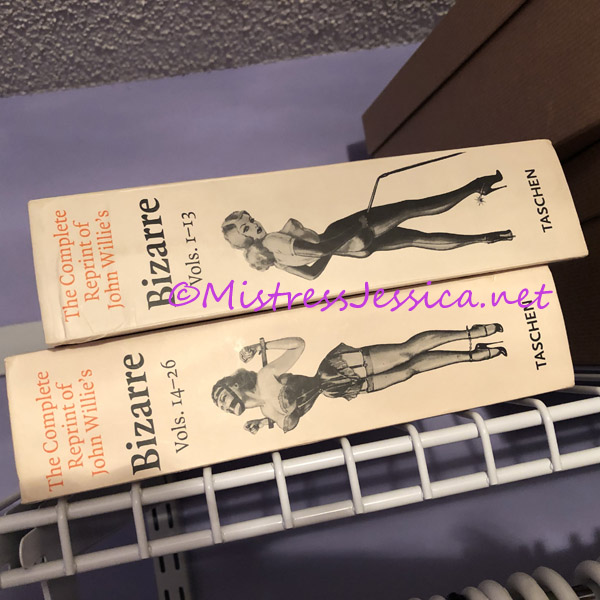 The Complete
Reprint of
John Willie's
Bizarre
Vols. 1–13
TASCHEN
©MistressJessica.net
The Complete
Reprint of
John Willie's
Bizarre
Vols. 14–26
TASCHEN